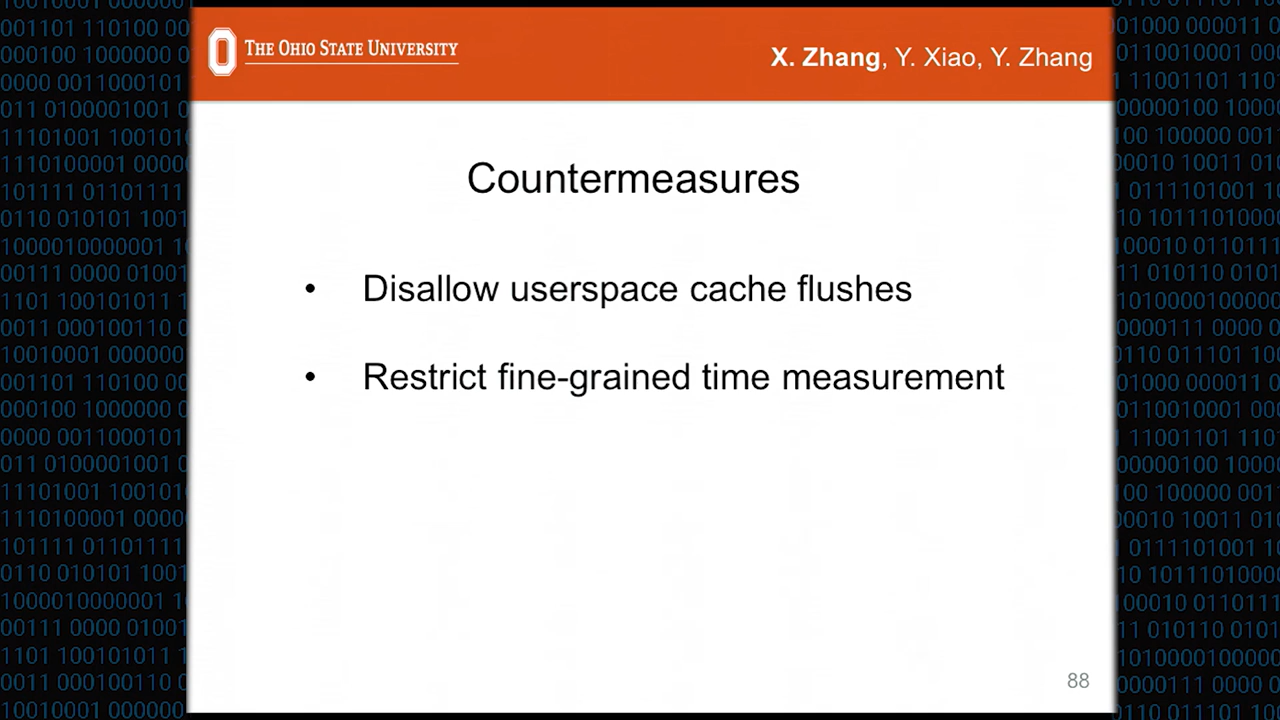 THE OHIO STATE UNIVERSITY
X. Zhang, Y. Xiao, Y. Zhang
Countermeasures
• Disallow userspace cache flushes
• Restrict fine-grained time measurement
88